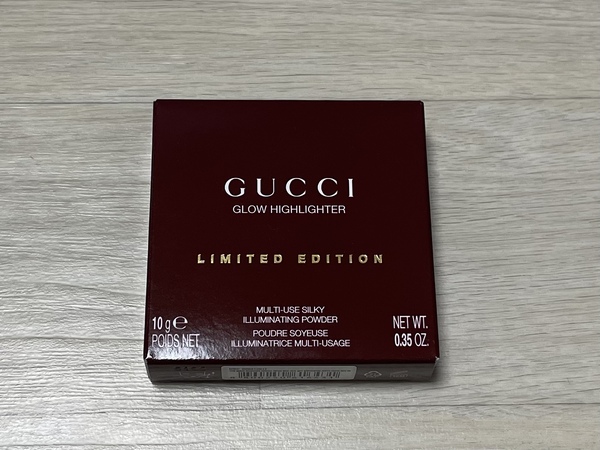 GUCCI
GLOW HIGHLIGHTER
LIMITED EDITION
MULTI-USE SILKY
ILLUMINATING POWDER
POUDRE SOYEUSE
ILLUMINATRICE MULTI-USAGE
10 g ℮
POIDS NET
NET WT.
0.35 OZ.
GUCCI